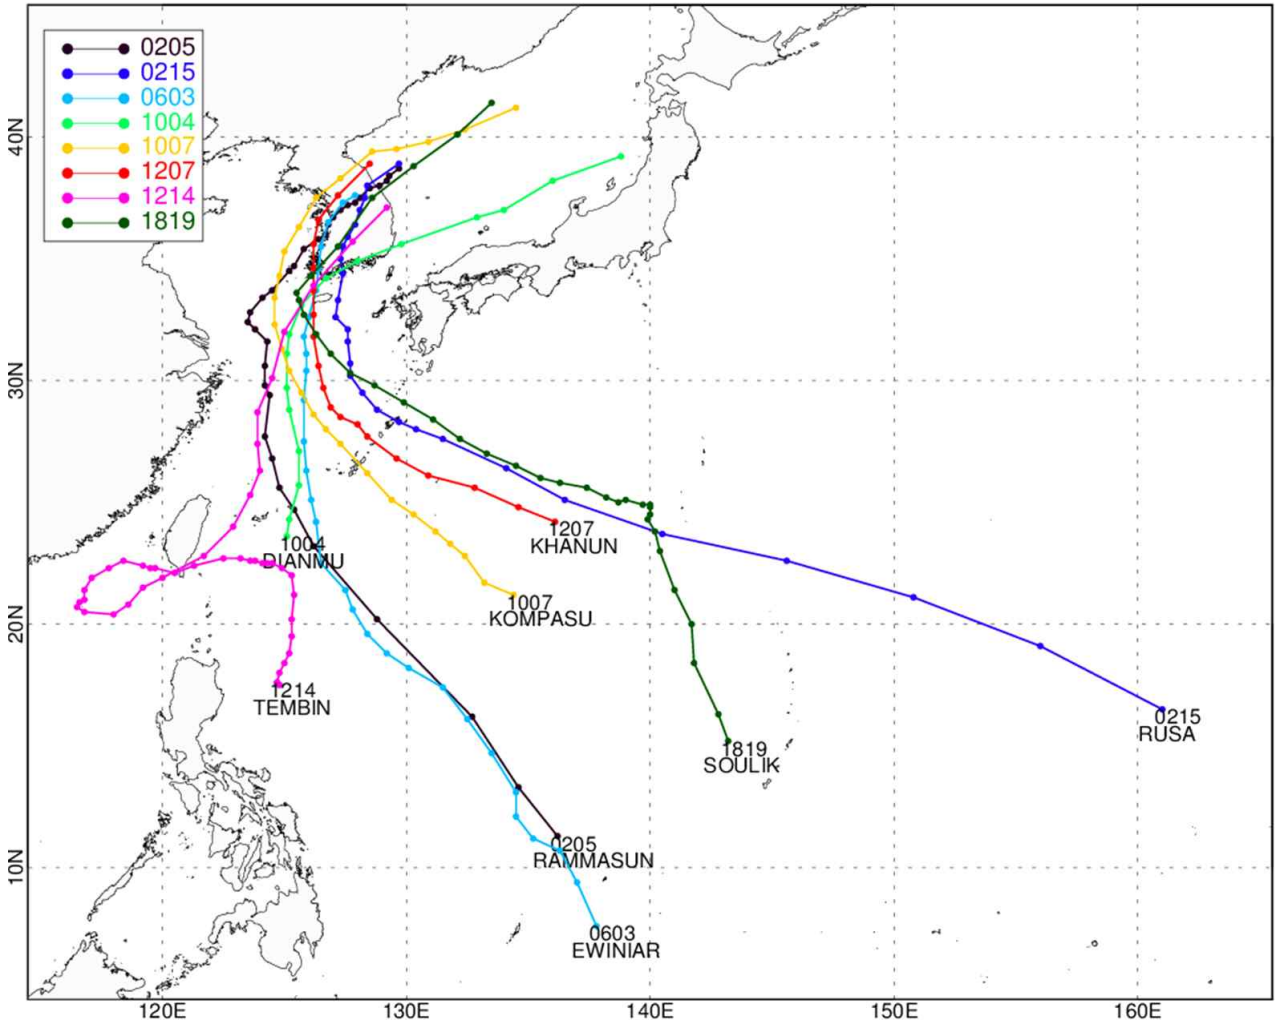 0205
0215
0603
1004
1007
1207
1214
1819
40N
30N
20N
10N
1207
KHANUN
1004
DIANMU
1007
KOMPASU
1214
TEMBIN
0215
RUSA
1819
SOULIK
0205
RAMMASUN
0603
EWINIAR
120E
130E
140E
150E
160E